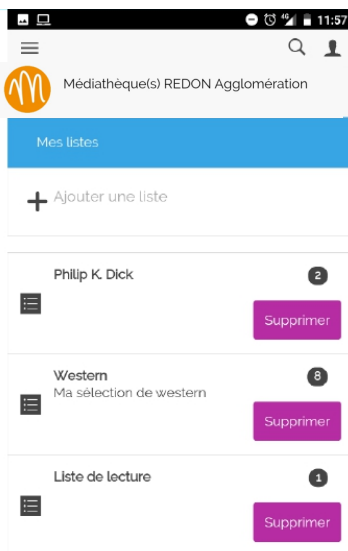 4G 11:57
Médiathèque(s) REDON Agglomération
Mes listes
Ajouter une liste
Philip K. Dick
2
Supprimer
Western
8
Ma sélection de western
Supprimer
Liste de lecture
1
Supprimer